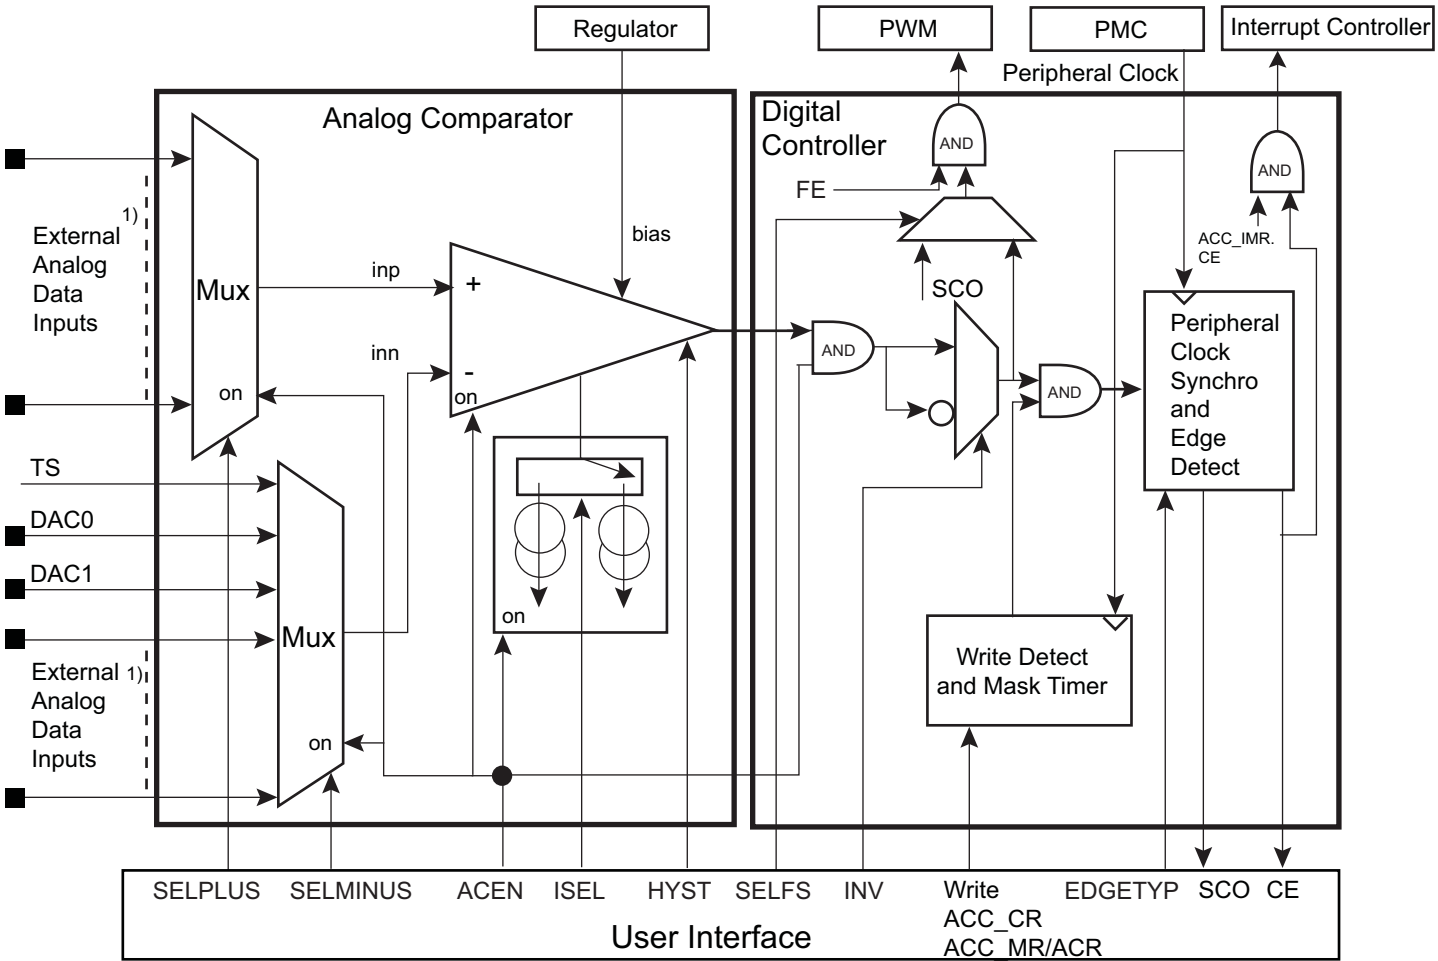 Regulator
PWM
PMC
Interrupt Controller
Peripheral Clock
Analog Comparator
Digital
Controller
AND
AND
FE
1)
External
Analog
Data
Inputs
bias
ACC_IMR.
CE
inp
Mux
+
SCO
Peripheral
Clock
Synchro
and
Edge
Detect
inn
AND
-
on
on
AND
TS
DAC0
DAC1
on
Mux
External 1)
Analog
Data
Inputs
Write Detect
and Mask Timer
on
SELPLUS
SELMINUS
ACEN
ISEL
HYST
SELFS
INV
Write
ACC_CR
ACC_MR/ACR
EDGETYP
SCO
CE
User Interface